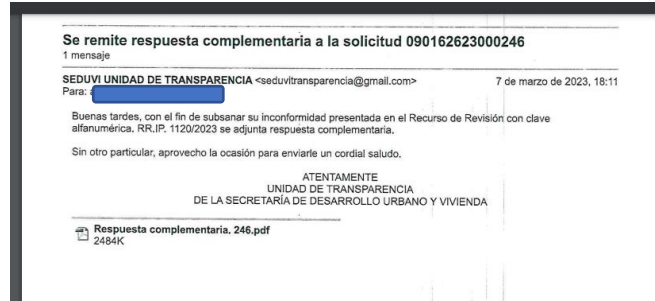 Se remite respuesta complementaria a la solicitud 090162623000246
1 mensaje
SEDUVI UNIDAD DE TRANSPARENCIA <seduvitransparencia@gmail.com> 7 de marzo de 2023, 18:11
Para:
Buenas tardes, con el fin de subsanar su inconformidad presentada en el Recurso de Revisión con clave
alfanumérica. RR.IP. 1120/2023 se adjunta respuesta complementaria.
Sin otro particular, aprovecho la ocasión para enviarle un cordial saludo.
ATENTAMENTE
UNIDAD DE TRANSPARENCIA
DE LA SECRETARÍA DE DESARROLLO URBANO Y VIVIENDA
Respuesta complementaria. 246.pdf
2484K